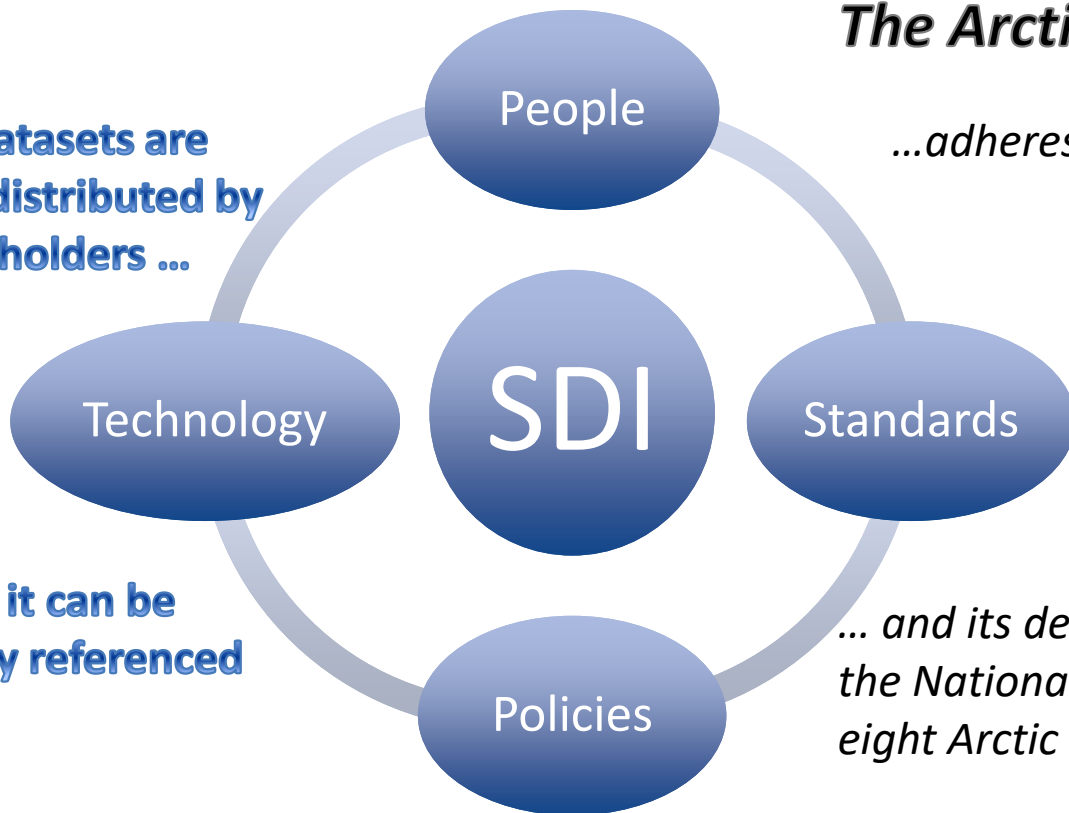 The Arcti
People
...adheres
atasets are
distributed by
holders ...
SDI
Technology
Standards
it can be
y referenced
... and its de
the Nationa
eight Arctic
Policies